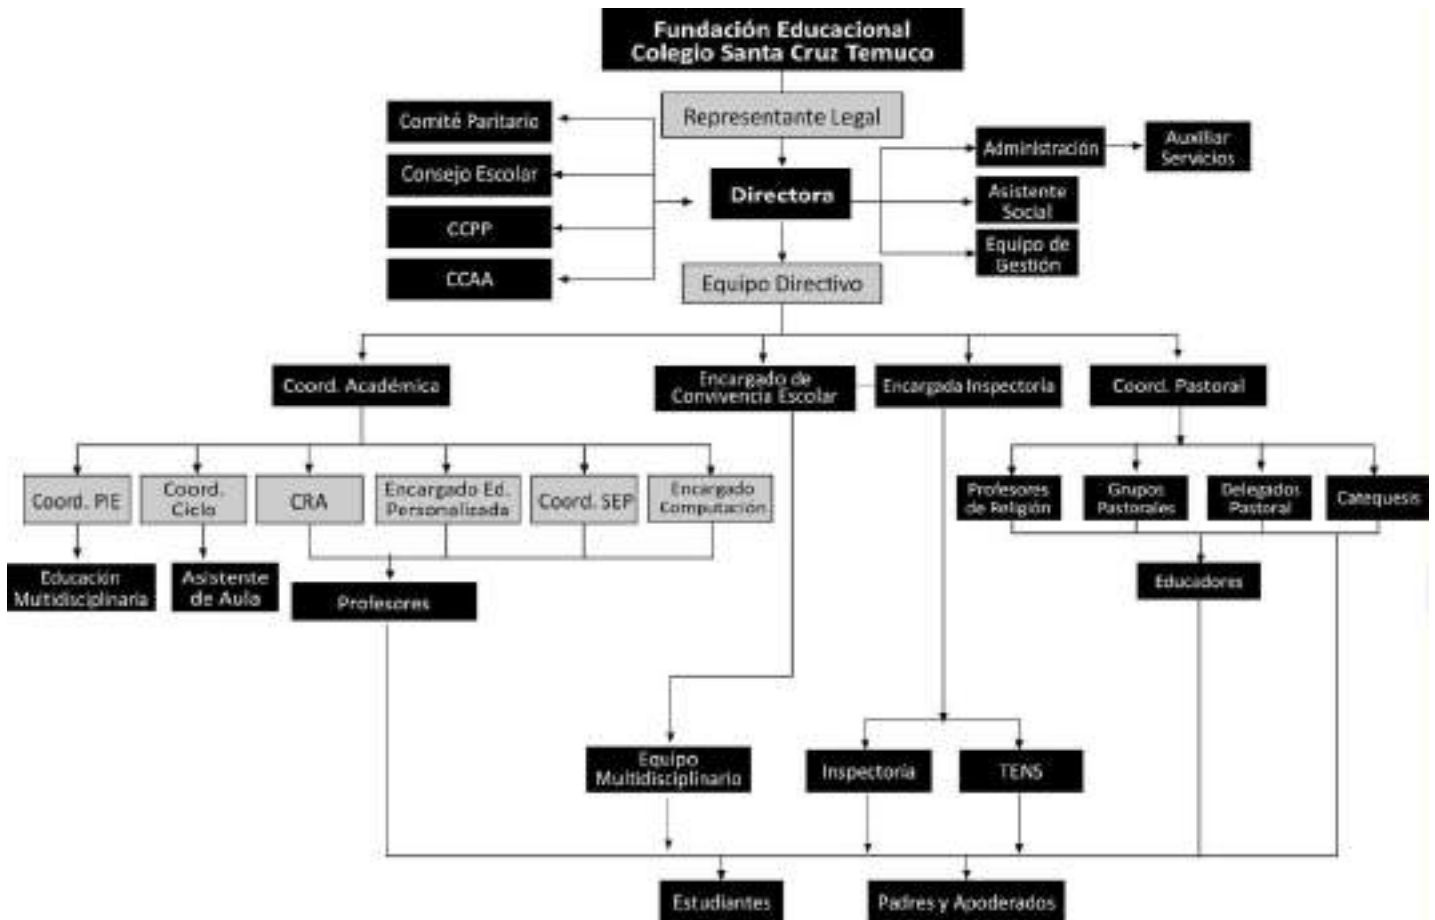 Fundación Educacional
Colegio Santa Cruz Temuco
Representante Legal
Comité Paritario
Consejo Escolar
CCPP
CCAA
Directora
Administración
Auxiliar
Servicios
Asistente
Social
Equipo de
Gestión
Equipo Directivo
Coord. Académica
Encargado de
Convivencia Escolar
Encargada Inspectoría
Coord. Pastoral
Coord. PIE
Coord.
Ciclo
CRA
Encargado Ed.
Personalizada
Coord. SEP
Encargado
Computación
Profesores
de Religión
Grupos
Pastorales
Delegados
Pastoral
Catequesis
Educación
Multidisciplinaria
Asistente
de Aula
Profesores
Educadores
Equipo
Multidisciplinario
Inspectoría
TENS
Estudiantes
Padres y Apoderados